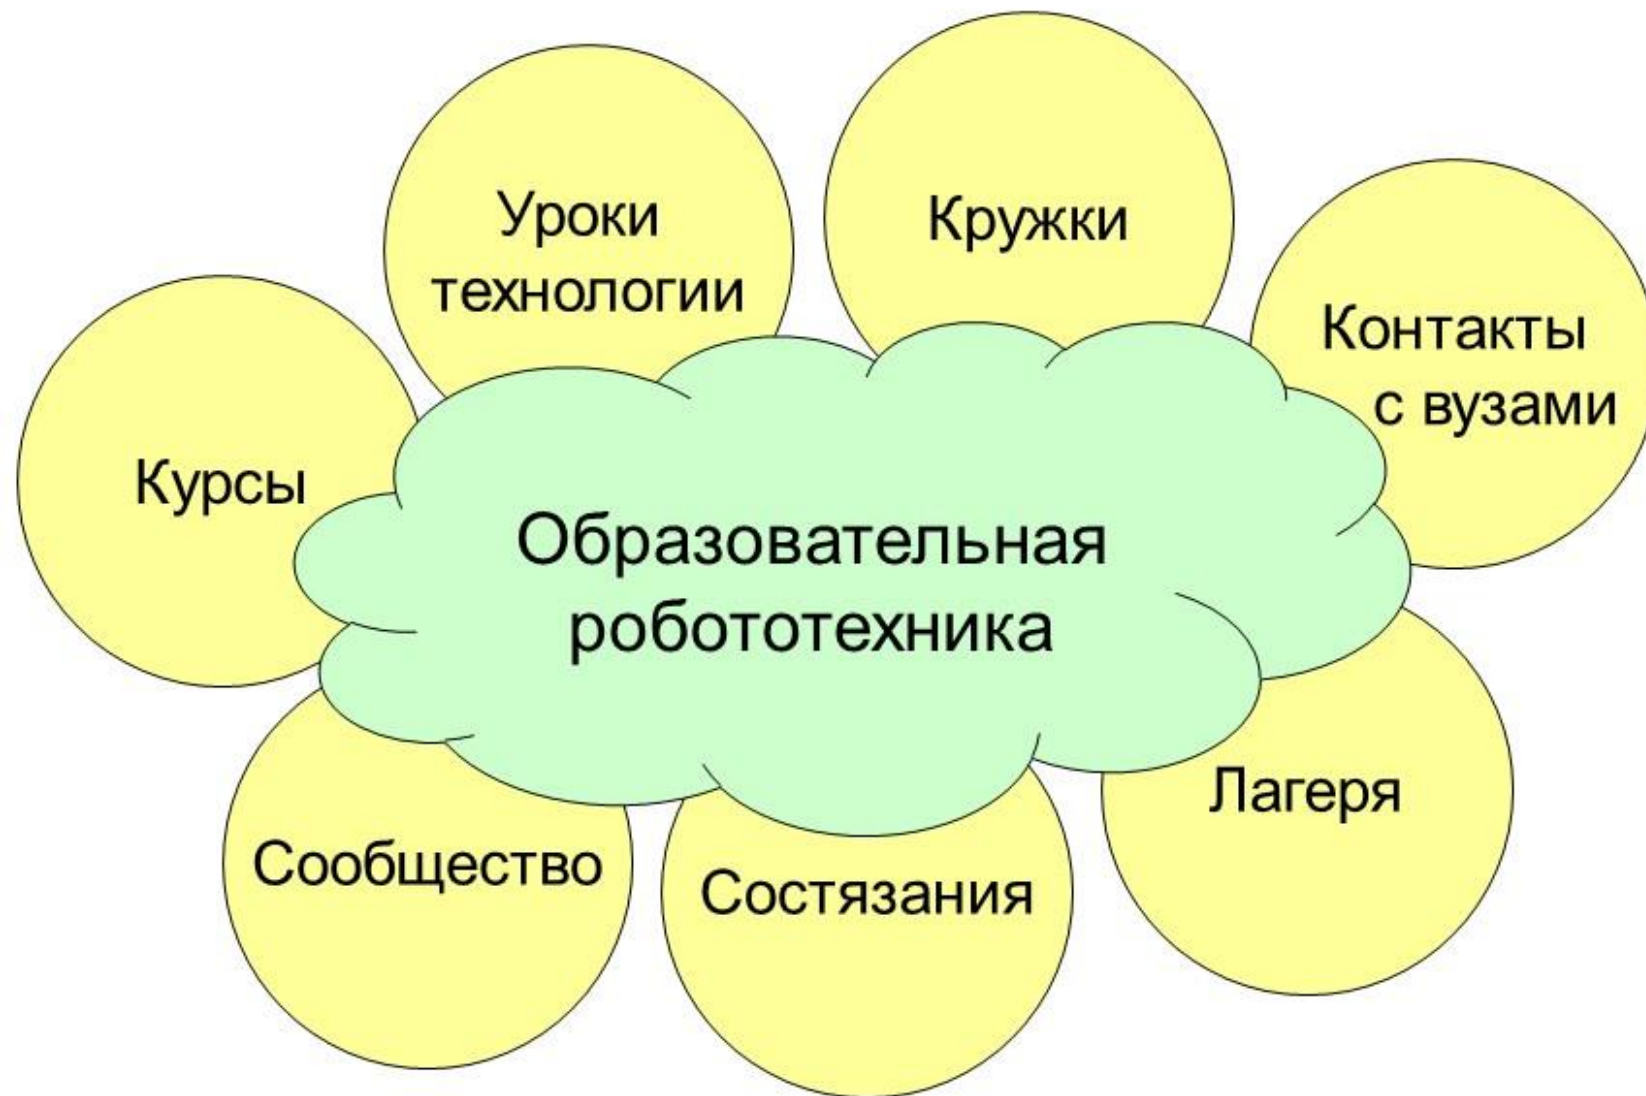 Уроки
технологии
Кружки
Контакты
с вузами
Курсы
Образовательная
робототехника
Лагеря
Сообщество
Состязания